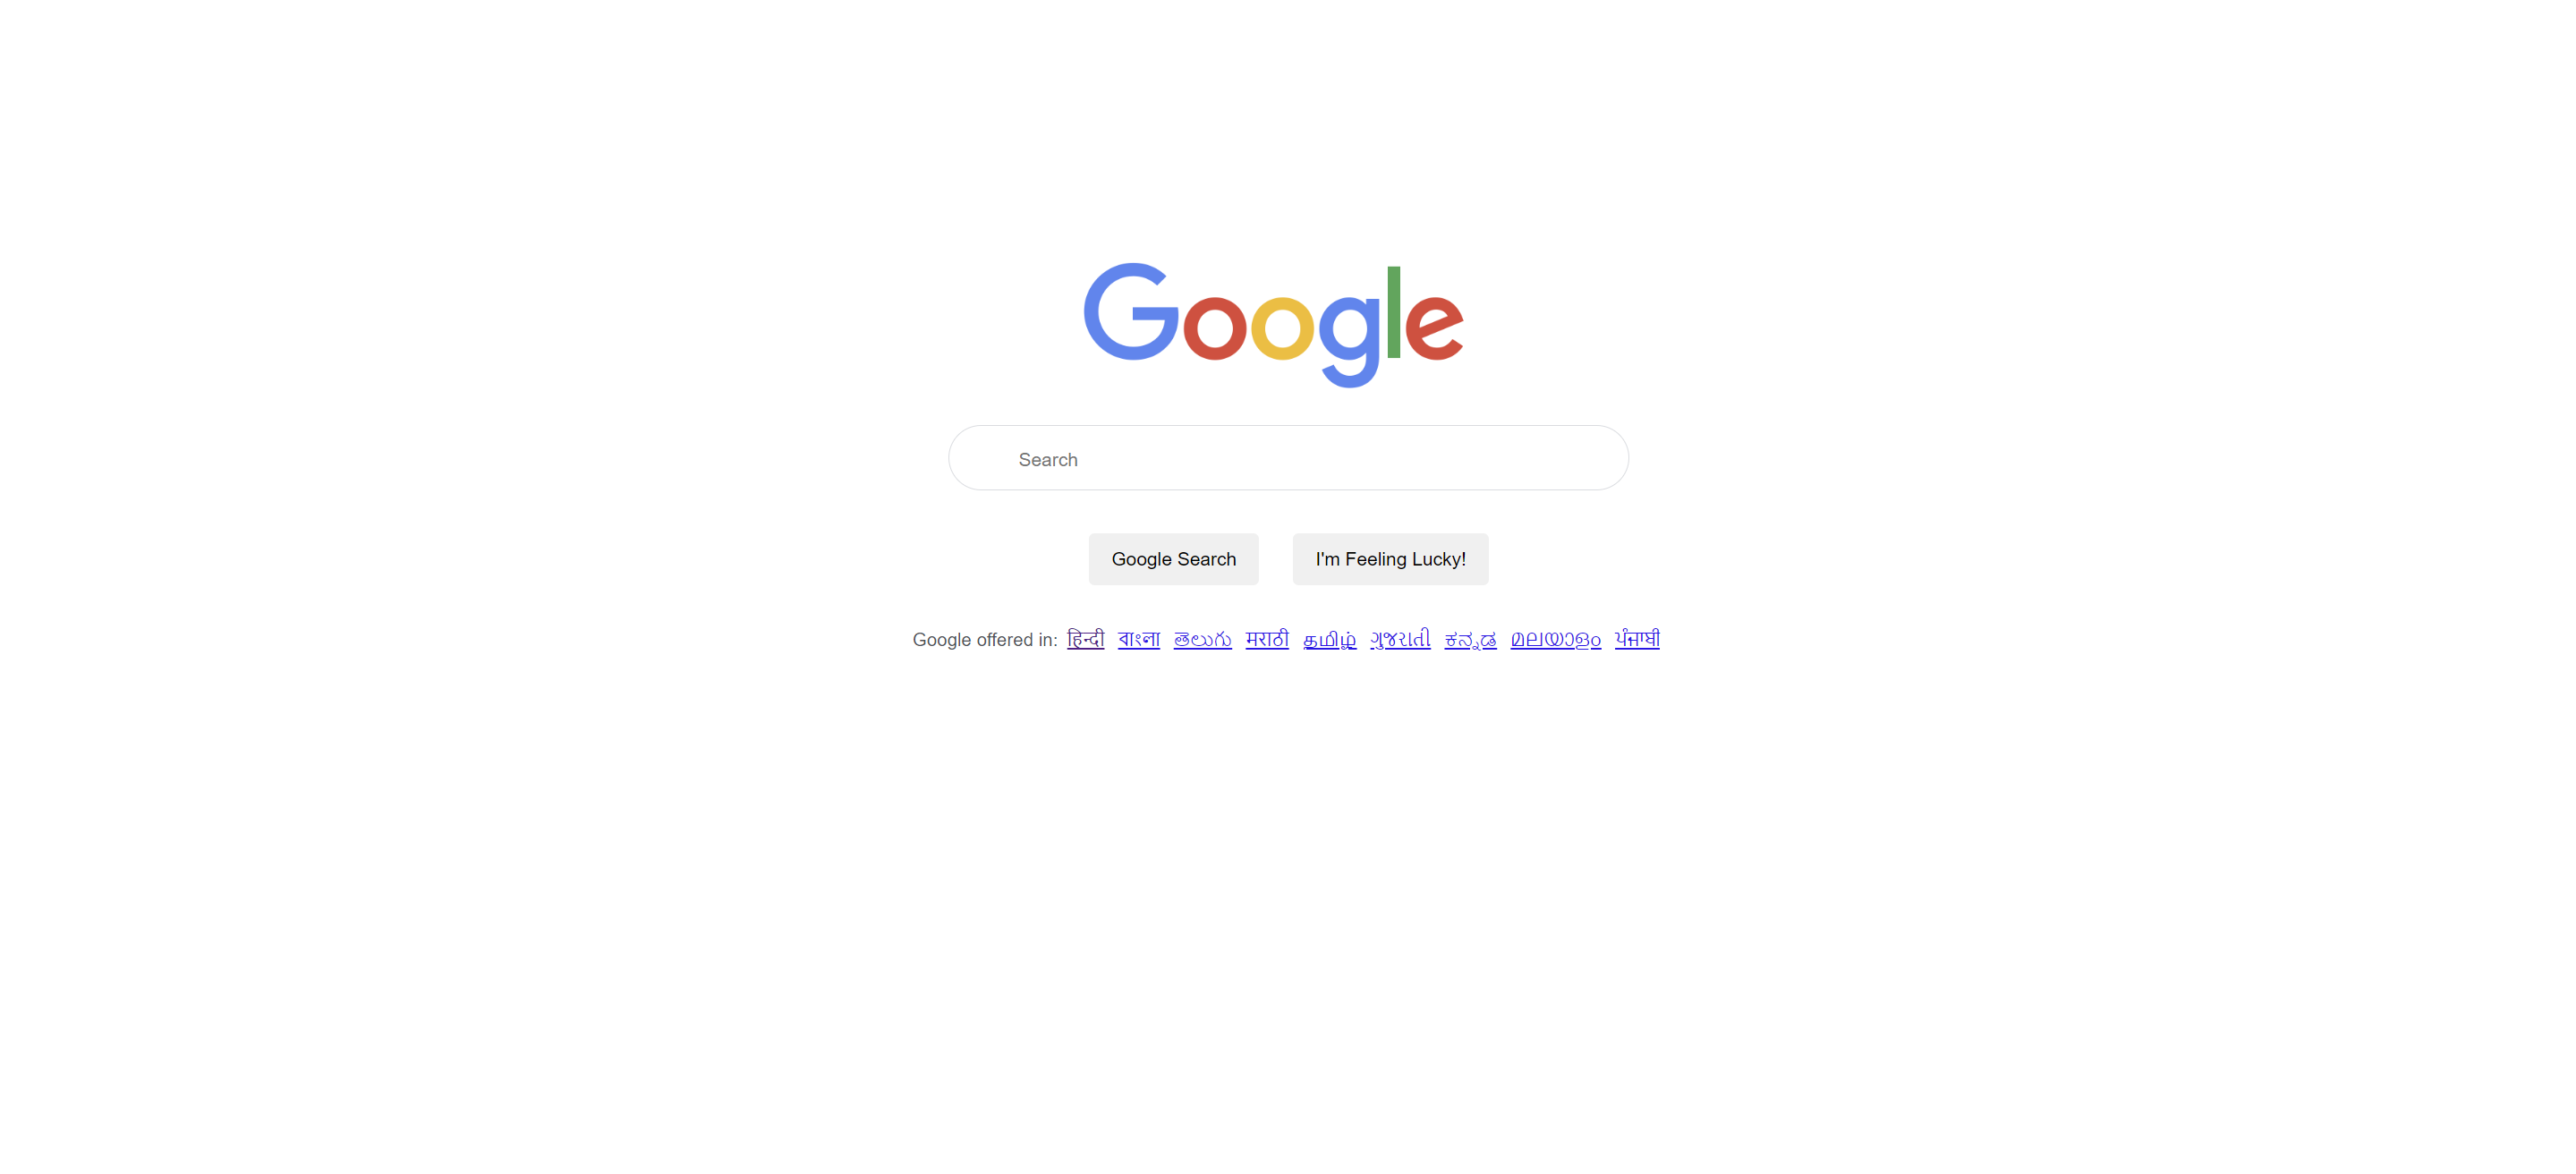 Google
Search
Google Search I'm Feeling Lucky!
Google offered in: हिन्दी বাংলা తెలుగు मराठी தமிழ் ગુજરાતી ಕನ್ನಡ മലയാളം ਪੰਜਾਬੀ